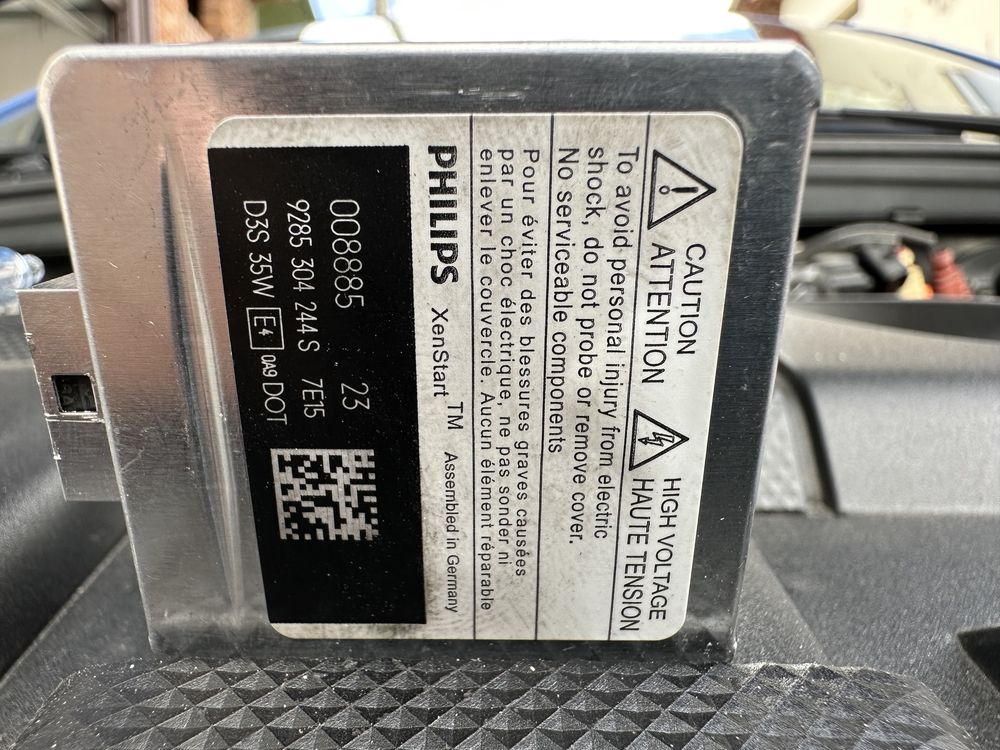 CAUTION
ATTENTION
HIGH VOLTAGE
HAUTE TENSION
To avoid personal injury from electric
shock, do not probe or remove cover.
No serviceable components
Pour éviter des blessures graves causées
par un choc électrique, ne pas sonder ni
enlever le couvercle. Aucun élément réparable
PHILIPS XenStart™ Assembled in Germany
008885 23
9285 304 244S 7E15
D3S 35W E4 0A9 DOT